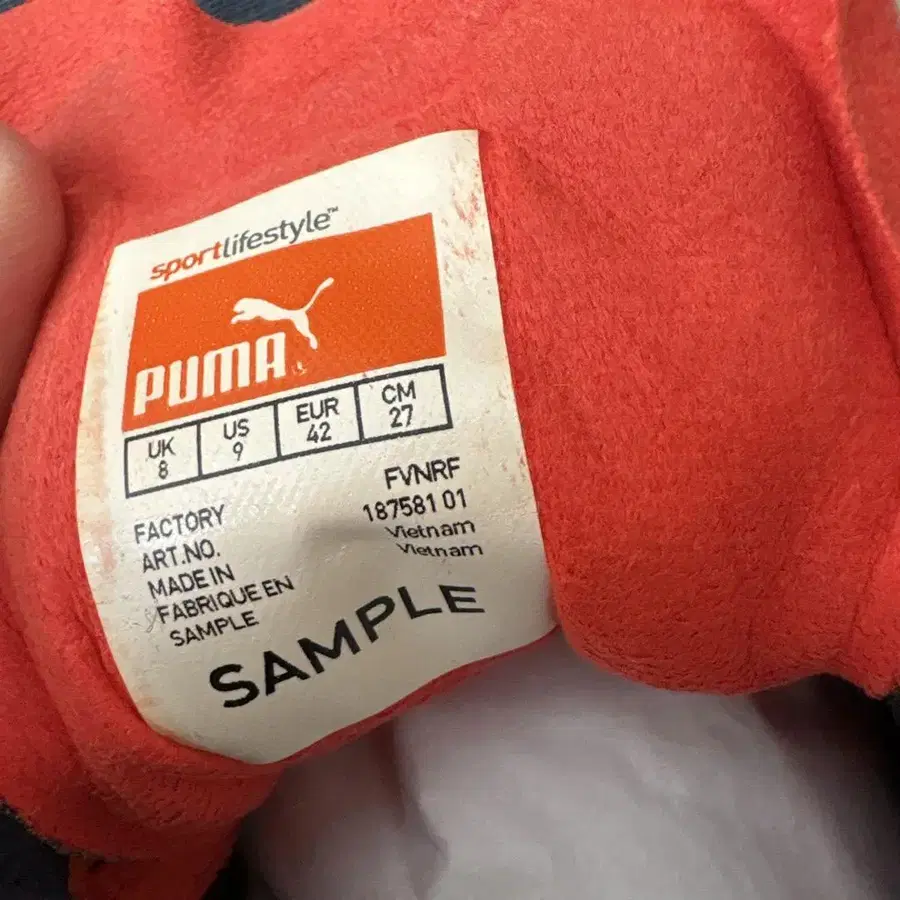 sportlifestyle™
PUMA
UK US EUR CM
8 9 42 27
FACTORY FVNRF
ART.NO. 187581 01
MADE IN Vietnam
FABRIQUE EN Vietnam
SAMPLE
SAMPLE